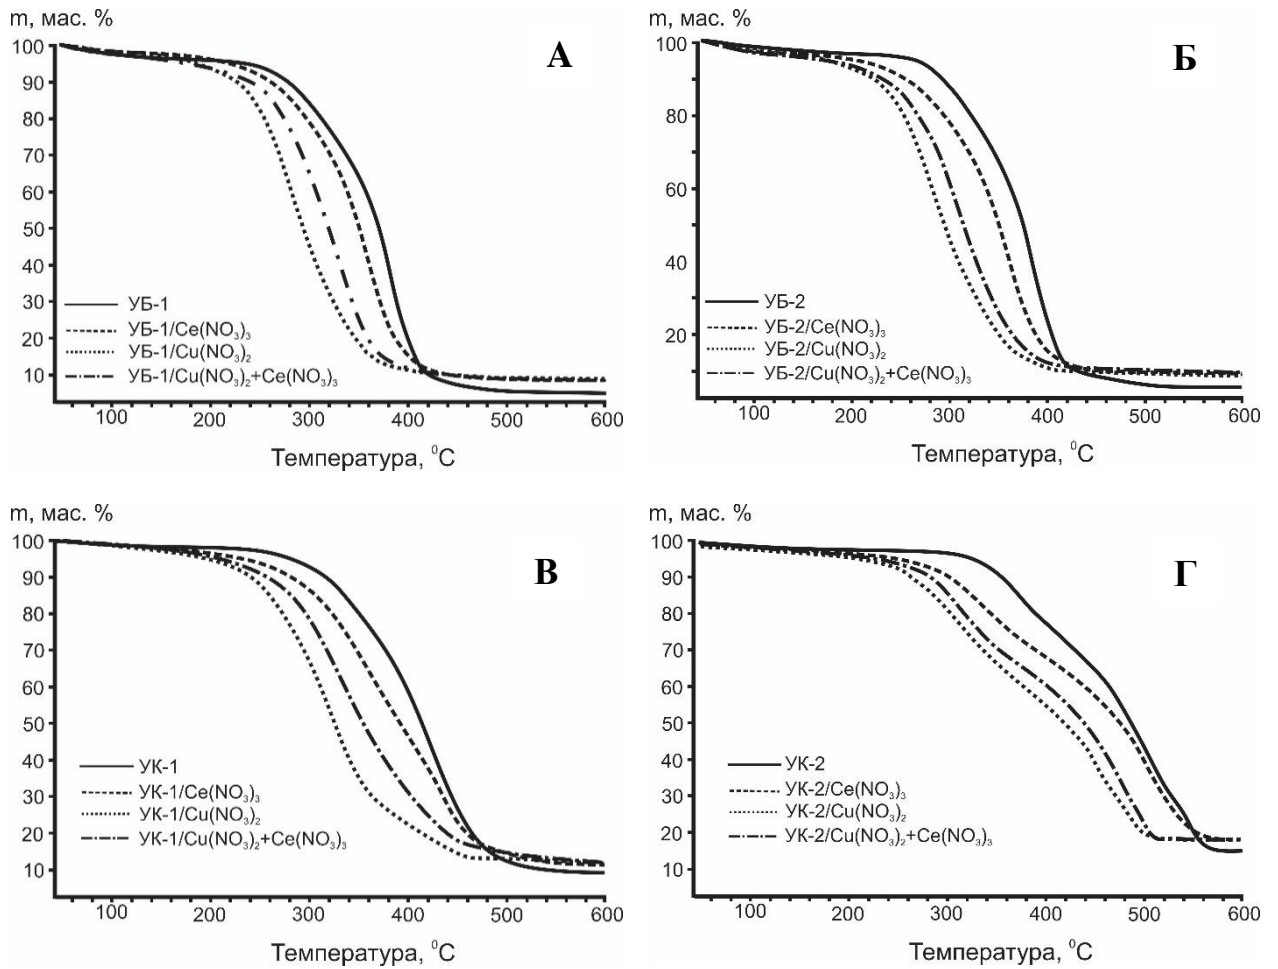 m, мас. %
А
100
90
80
70
60
50
40
30
20
10
УБ-1
УБ-1/Ce(NO₃)₃
УБ-1/Cu(NO₃)₂
УБ-1/Cu(NO₃)₂+Ce(NO₃)₃
100 200 300 400 500 600
Температура, ⁰C
m, мас. %
Б
100
80
60
40
20
УБ-2
УБ-2/Ce(NO₃)₃
УБ-2/Cu(NO₃)₂
УБ-2/Cu(NO₃)₂+Ce(NO₃)₃
100 200 300 400 500 600
Температура, ⁰C
m, мас. %
В
100
90
80
70
60
50
40
30
20
10
УК-1
УК-1/Ce(NO₃)₃
УК-1/Cu(NO₃)₂
УК-1/Cu(NO₃)₂+Ce(NO₃)₃
100 200 300 400 500 600
Температура, ⁰C
m, мас. %
Г
100
90
80
70
60
50
40
30
20
10
УК-2
УК-2/Ce(NO₃)₃
УК-2/Cu(NO₃)₂
УК-2/Cu(NO₃)₂+Ce(NO₃)₃
100 200 300 400 500 600
Температура, ⁰C